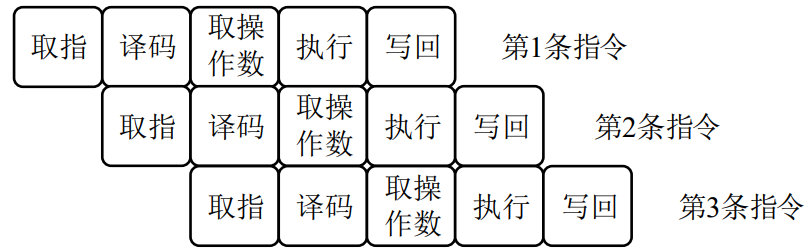 取指 译码 取操作数 执行 写回 第1条指令
取指 译码 取操作数 执行 写回 第2条指令
取指 译码 取操作数 执行 写回 第3条指令